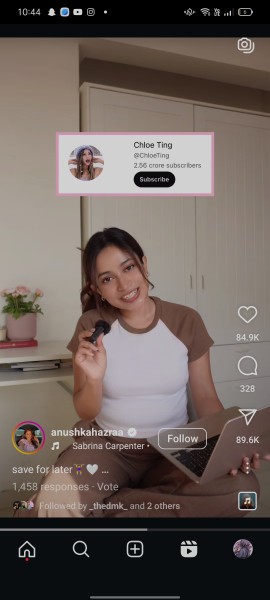 10:44
Chloe Ting
@ChloeTing
2.56 crore subscribers
Subscribe
84.9K
328
89.6K
anushkahazraa
Sabrina Carpenter •
Follow
save for later ...
1,458 responses · Vote
Followed by _thedmk_ and 2 others